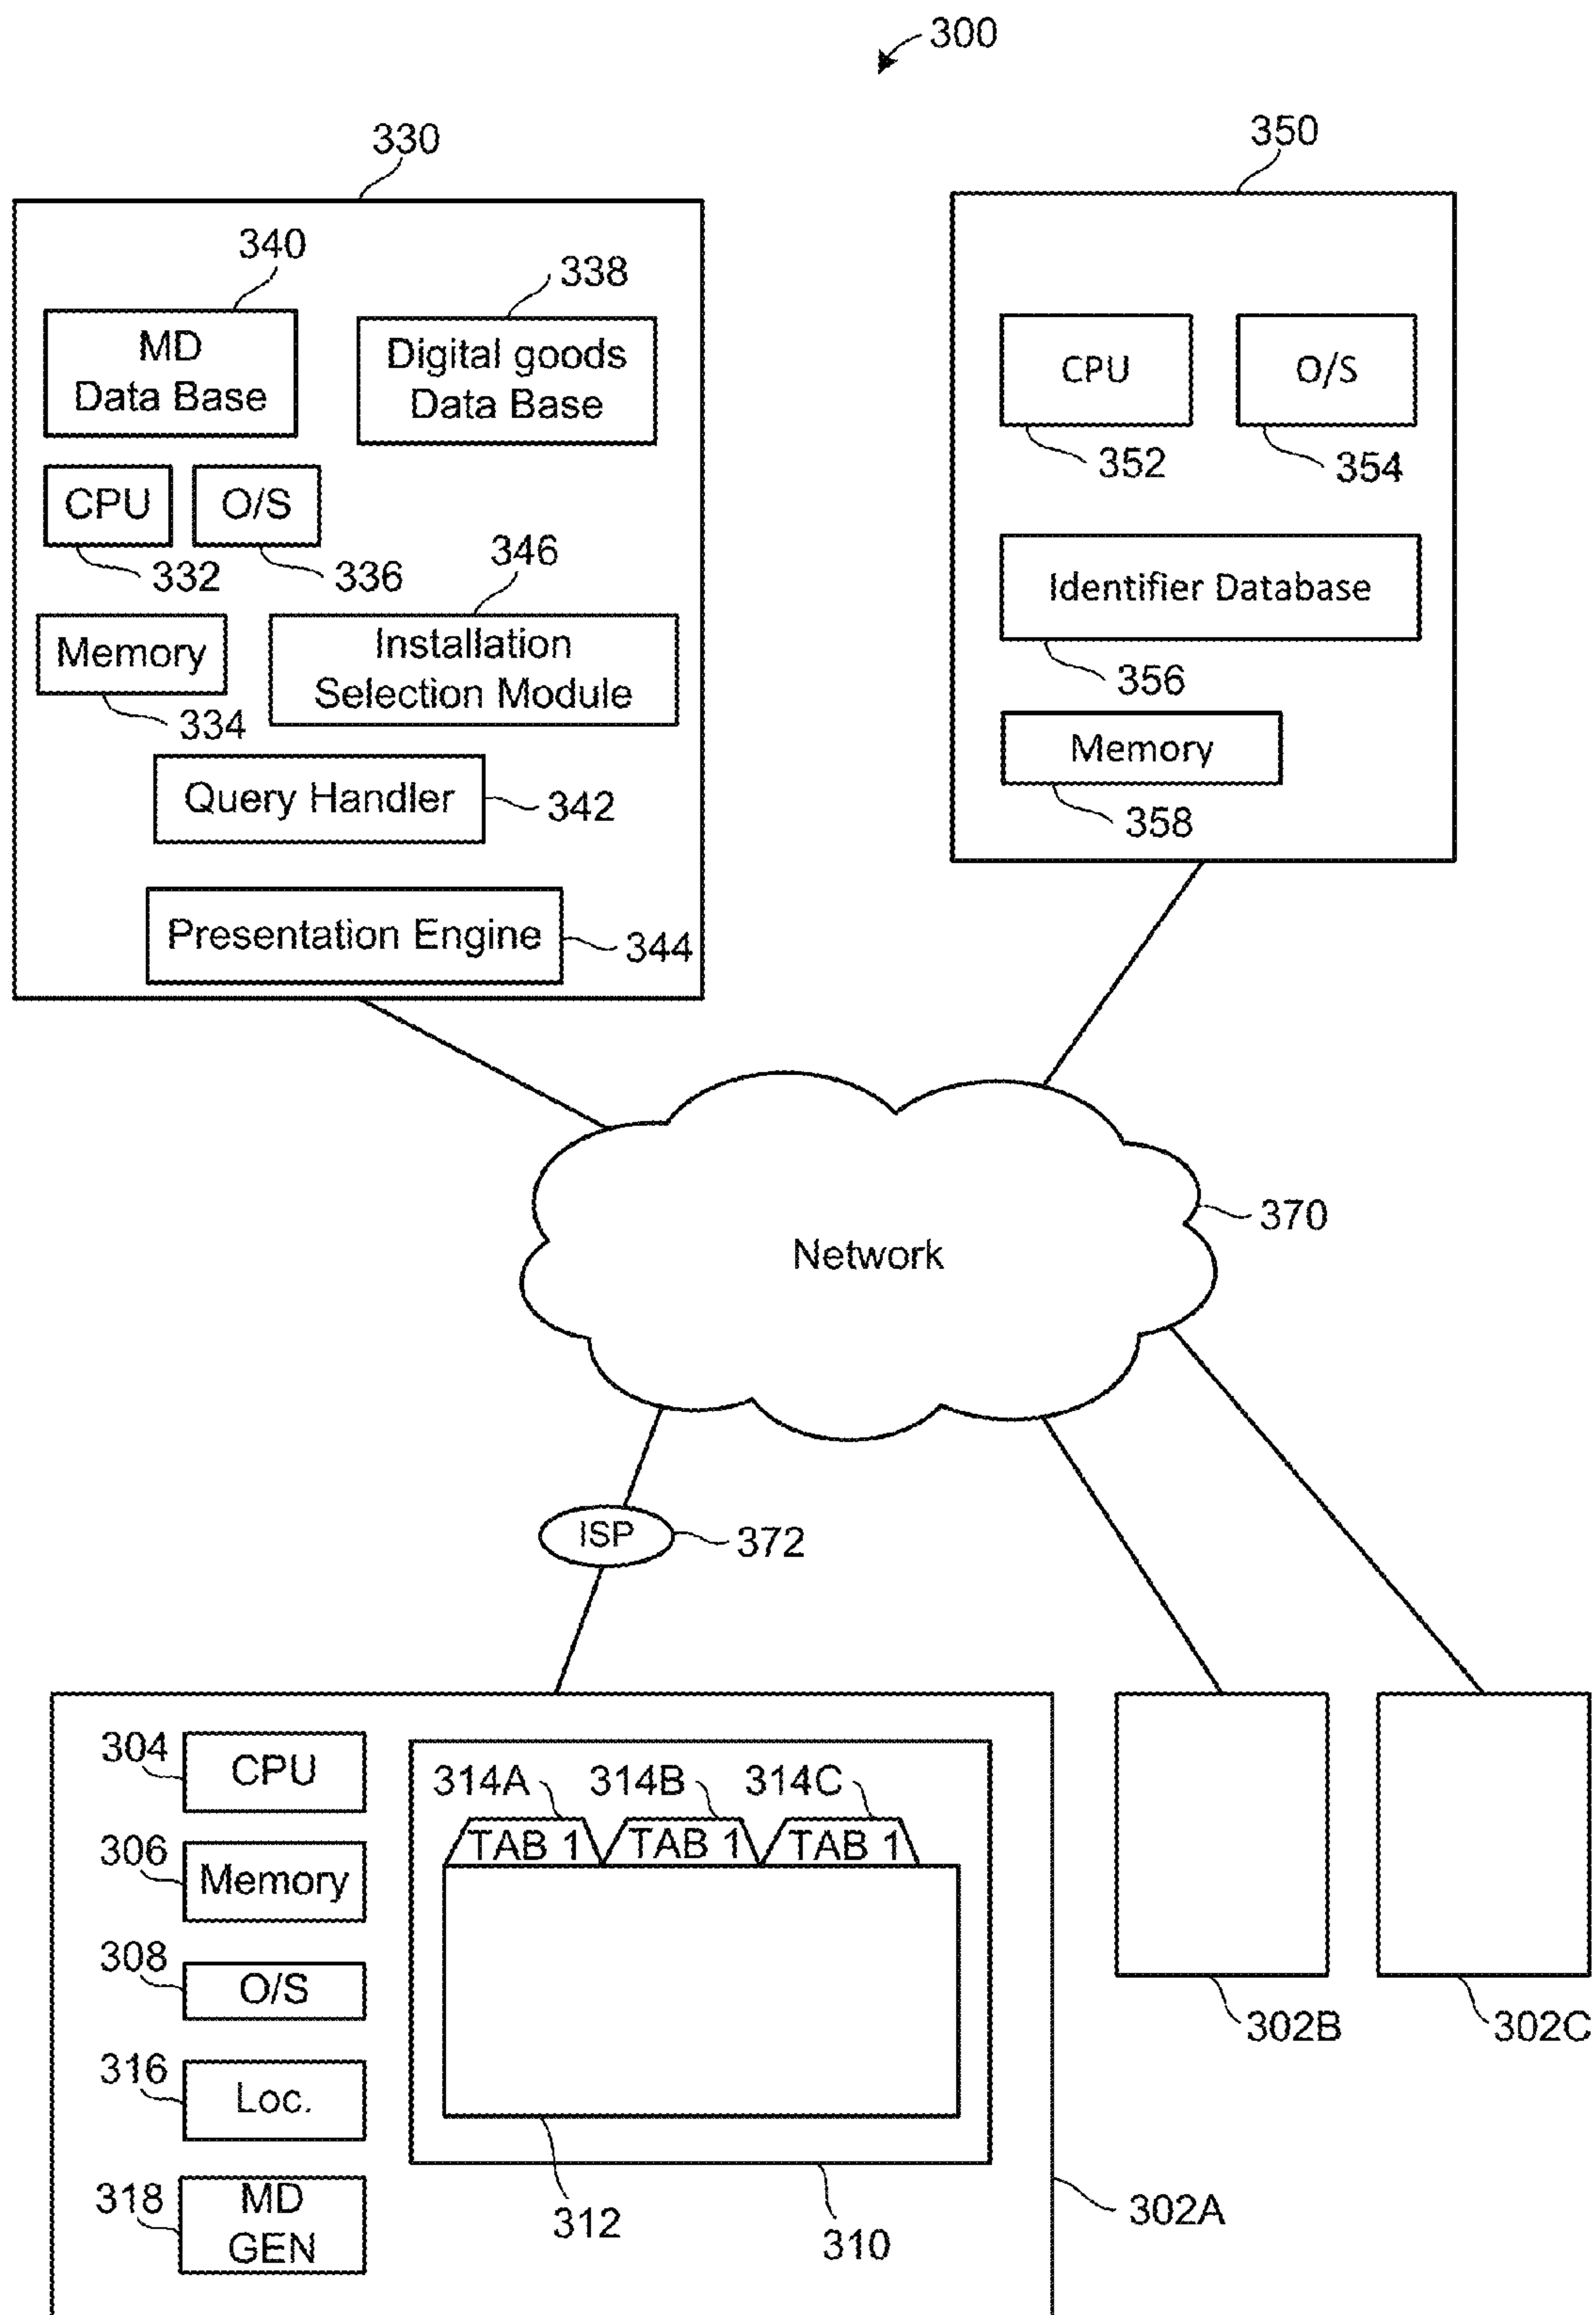 300
330
350
340
338
MD
Data Base
Digital goods
Data Base
CPU
O/S
352
354
CPU
O/S
332
336
346
Identifier Database
356
Memory
334
Installation
Selection Module
Memory
358
Query Handler
342
Presentation Engine
344
Network
370
ISP
372
304
CPU
306
Memory
308
O/S
316
Loc.
318
MD
GEN
314A
314B
314C
TAB 1
TAB 1
TAB 1
312
310
302A
302B
302C